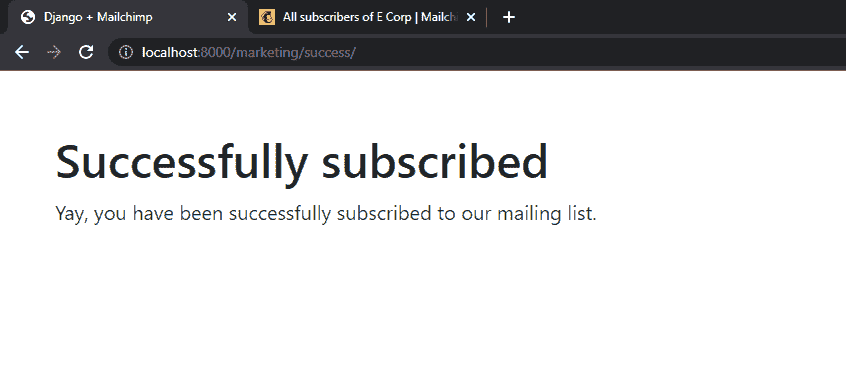 Django + Mailchimp
All subscribers of E Corp | Mailch
localhost:8000/marketing/success/
Successfully subscribed
Yay, you have been successfully subscribed to our mailing list.